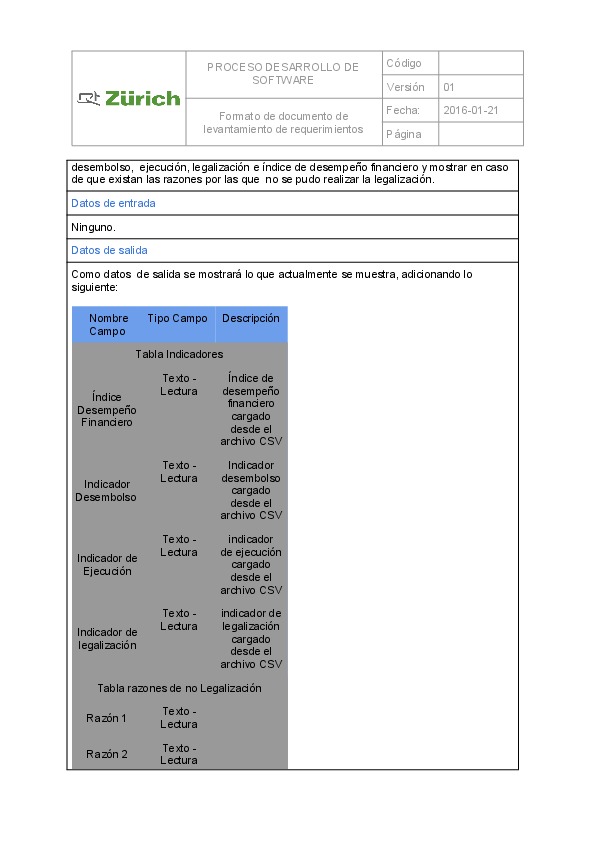 Zürich
PROCESO DESARROLLO DE
SOFTWARE
Formato de documento de
levantamiento de requerimientos
Código
Versión 01
Fecha: 2016-01-21
Página
desembolso, ejecución, legalización e índice de desempeño financiero y mostrar en caso
de que existan las razones por las que no se pudo realizar la legalización.
Datos de entrada
Ninguno.
Datos de salida
Como datos de salida se mostrará lo que actualmente se muestra, adicionando lo
siguiente:
Nombre
Campo
Tipo Campo
Descripción
Tabla Indicadores
Índice
Desempeño
Financiero
Texto -
Lectura
Índice de
desempeño
financiero
cargado
desde el
archivo CSV
Indicador
Desembolso
Texto -
Lectura
Indicador
desembolso
cargado
desde el
archivo CSV
Indicador de
Ejecución
Texto -
Lectura
indicador
de ejecución
cargado
desde el
archivo CSV
Indicador de
legalización
Texto -
Lectura
indicador de
legalización
cargado
desde el
archivo CSV
Tabla razones de no Legalización
Razón 1
Texto -
Lectura
Razón 2
Texto -
Lectura